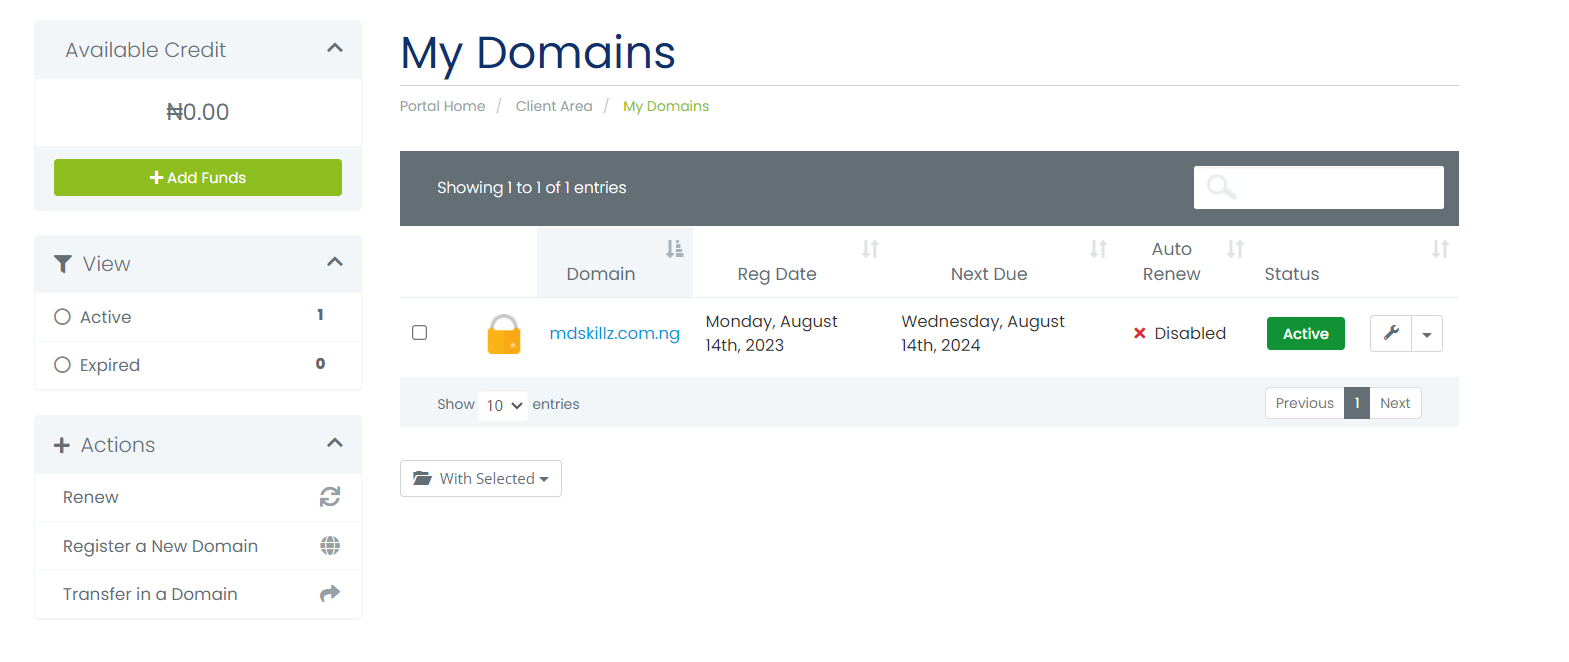 Available Credit
₦0.00
Add Funds
View
Active 1
Expired 0
Actions
Renew
Register a New Domain
Transfer in a Domain
My Domains
Portal Home / Client Area / My Domains
Showing 1 to 1 of 1 entries
Domain Reg Date Next Due Auto Renew Status
mdskillz.com.ng Monday, August 14th, 2023 Wednesday, August 14th, 2024 Disabled Active
Show 10 entries Previous 1 Next
With Selected